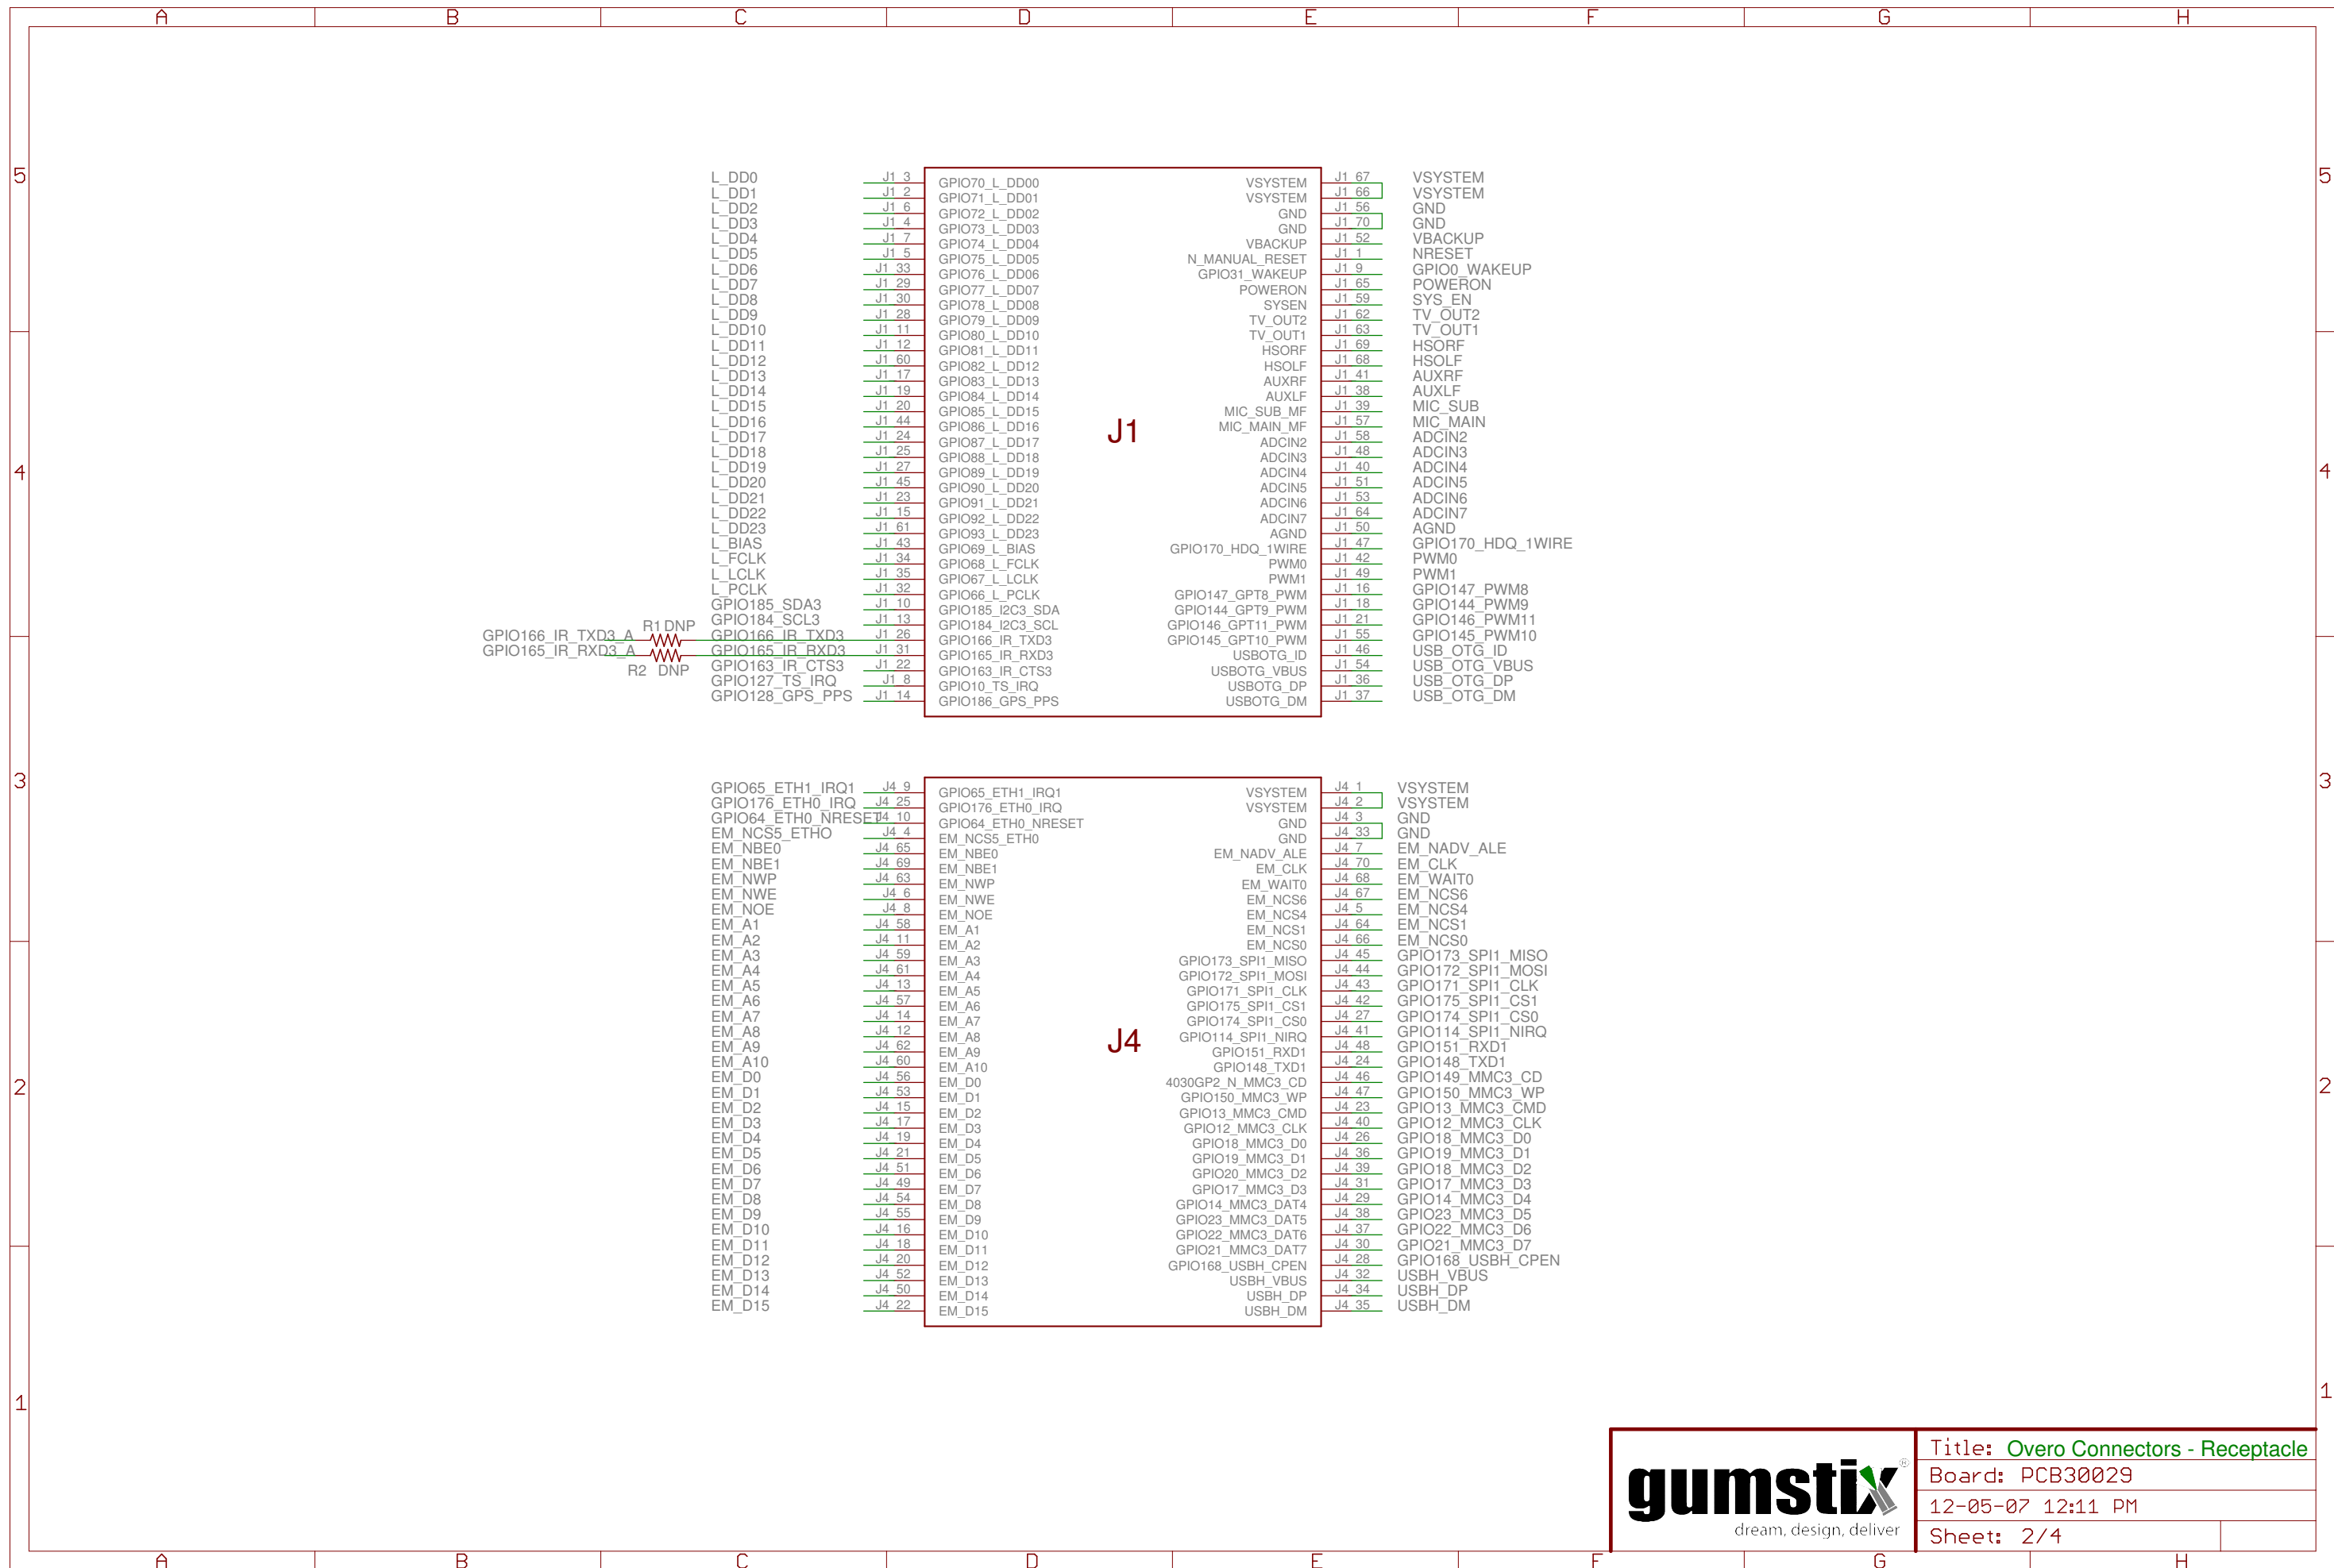 A B C D E F G H
5 5
L_DD0 J1 3 GPIO70_L_DD00 VSYSTEM J1 67 VSYSTEM
L_DD1 J1 2 GPIO71_L_DD01 VSYSTEM J1 66 VSYSTEM
L_DD2 J1 6 GPIO72_L_DD02 GND J1 56 GND
L_DD3 J1 4 GPIO73_L_DD03 GND J1 70 GND
L_DD4 J1 7 GPIO74_L_DD04 VBACKUP J1 52 VBACKUP
L_DD5 J1 5 GPIO75_L_DD05 N_MANUAL_RESET J1 1 NRESET
L_DD6 J1 33 GPIO76_L_DD06 GPIO31_WAKEUP J1 9 GPIO0_WAKEUP
L_DD7 J1 29 GPIO77_L_DD07 POWERON J1 65 POWERON
L_DD8 J1 30 GPIO78_L_DD08 SYSEN J1 59 SYS_EN
L_DD9 J1 28 GPIO79_L_DD09 TV_OUT2 J1 62 TV_OUT2
L_DD10 J1 11 GPIO80_L_DD10 TV_OUT1 J1 63 TV_OUT1
L_DD11 J1 12 GPIO81_L_DD11 HSORF J1 69 HSORF
L_DD12 J1 60 GPIO82_L_DD12 HSOLF J1 68 HSOLF
L_DD13 J1 17 GPIO83_L_DD13 AUXRF J1 41 AUXRF
L_DD14 J1 19 GPIO84_L_DD14 AUXLF J1 38 AUXLF
L_DD15 J1 20 GPIO85_L_DD15 MIC_SUB_MF J1 39 MIC_SUB
L_DD16 J1 44 GPIO86_L_DD16 MIC_MAIN_MF J1 57 MIC_MAIN
J1
L_DD17 J1 24 GPIO87_L_DD17 ADCIN2 J1 58 ADCIN2
L_DD18 J1 25 GPIO88_L_DD18 ADCIN3 J1 48 ADCIN3
4 4
L_DD19 J1 27 GPIO89_L_DD19 ADCIN4 J1 40 ADCIN4
L_DD20 J1 45 GPIO90_L_DD20 ADCIN5 J1 51 ADCIN5
L_DD21 J1 23 GPIO91_L_DD21 ADCIN6 J1 53 ADCIN6
L_DD22 J1 15 GPIO92_L_DD22 ADCIN7 J1 64 ADCIN7
L_DD23 J1 61 GPIO93_L_DD23 AGND J1 50 AGND
L_BIAS J1 43 GPIO69_L_BIAS GPIO170_HDQ_1WIRE J1 47 GPIO170_HDQ_1WIRE
L_FCLK J1 34 GPIO68_L_FCLK PWM0 J1 42 PWM0
L_LCLK J1 35 GPIO67_L_LCLK PWM1 J1 49 PWM1
L_PCLK J1 32 GPIO66_L_PCLK GPIO147_GPT8_PWM J1 16 GPIO147_PWM8
GPIO185_SDA3 J1 10 GPIO185_I2C3_SDA GPIO144_GPT9_PWM J1 18 GPIO144_PWM9
GPIO184_SCL3 J1 13 GPIO184_I2C3_SCL GPIO146_GPT11_PWM J1 21 GPIO146_PWM11
GPIO166_IR_TXD3_A R1 DNP GPIO166_IR_TXD3 J1 26 GPIO166_IR_TXD3 GPIO145_GPT10_PWM J1 55 GPIO145_PWM10
GPIO165_IR_RXD3_A R2 DNP GPIO165_IR_RXD3 J1 31 GPIO165_IR_RXD3 USBOTG_ID J1 46 USB_OTG_ID
GPIO163_IR_CTS3 J1 22 GPIO163_IR_CTS3 USBOTG_VBUS J1 54 USB_OTG_VBUS
GPIO127_TS_IRQ J1 8 GPIO10_TS_IRQ USBOTG_DP J1 36 USB_OTG_DP
GPIO128_GPS_PPS J1 14 GPIO186_GPS_PPS USBOTG_DM J1 37 USB_OTG_DM
3 3
GPIO65_ETH1_IRQ1 J4 9 GPIO65_ETH1_IRQ1 VSYSTEM J4 1 VSYSTEM
GPIO176_ETH0_IRQ J4 25 GPIO176_ETH0_IRQ VSYSTEM J4 2 VSYSTEM
GPIO64_ETH0_NRESET J4 10 GPIO64_ETH0_NRESET GND J4 3 GND
EM_NCS5_ETHO J4 4 EM_NCS5_ETH0 GND J4 33 GND
EM_NBE0 J4 65 EM_NBE0 EM_NADV_ALE J4 7 EM_NADV_ALE
EM_NBE1 J4 69 EM_NBE1 EM_CLK J4 70 EM_CLK
EM_NWP J4 63 EM_NWP EM_WAIT0 J4 68 EM_WAIT0
EM_NWE J4 6 EM_NWE EM_NCS6 J4 67 EM_NCS6
EM_NOE J4 8 EM_NOE EM_NCS4 J4 5 EM_NCS4
EM_A1 J4 58 EM_A1 EM_NCS1 J4 64 EM_NCS1
EM_A2 J4 11 EM_A2 EM_NCS0 J4 66 EM_NCS0
EM_A3 J4 59 EM_A3 GPIO173_SPI1_MISO J4 45 GPIO173_SPI1_MISO
EM_A4 J4 61 EM_A4 GPIO172_SPI1_MOSI J4 44 GPIO172_SPI1_MOSI
EM_A5 J4 13 EM_A5 GPIO171_SPI1_CLK J4 43 GPIO171_SPI1_CLK
EM_A6 J4 57 EM_A6 GPIO175_SPI1_CS1 J4 42 GPIO175_SPI1_CS1
EM_A7 J4 14 EM_A7 GPIO174_SPI1_CS0 J4 27 GPIO174_SPI1_CS0
EM_A8 J4 12 EM_A8 GPIO114_SPI1_NIRQ J4 41 GPIO114_SPI1_NIRQ
J4
EM_A9 J4 62 EM_A9 GPIO151_RXD1 J4 48 GPIO151_RXD1
EM_A10 J4 60 EM_A10 GPIO148_TXD1 J4 24 GPIO148_TXD1
EM_D0 J4 56 EM_D0 4030GP2_N_MMC3_CD J4 46 GPIO149_MMC3_CD
2 2
EM_D1 J4 53 EM_D1 GPIO150_MMC3_WP J4 47 GPIO150_MMC3_WP
EM_D2 J4 15 EM_D2 GPIO13_MMC3_CMD J4 23 GPIO13_MMC3_CMD
EM_D3 J4 17 EM_D3 GPIO12_MMC3_CLK J4 40 GPIO12_MMC3_CLK
EM_D4 J4 19 EM_D4 GPIO18_MMC3_D0 J4 26 GPIO18_MMC3_D0
EM_D5 J4 21 EM_D5 GPIO19_MMC3_D1 J4 36 GPIO19_MMC3_D1
EM_D6 J4 51 EM_D6 GPIO20_MMC3_D2 J4 39 GPIO18_MMC3_D2
EM_D7 J4 49 EM_D7 GPIO17_MMC3_D3 J4 31 GPIO17_MMC3_D3
EM_D8 J4 54 EM_D8 GPIO14_MMC3_DAT4 J4 29 GPIO14_MMC3_D4
EM_D9 J4 55 EM_D9 GPIO23_MMC3_DAT5 J4 38 GPIO23_MMC3_D5
EM_D10 J4 16 EM_D10 GPIO22_MMC3_DAT6 J4 37 GPIO22_MMC3_D6
EM_D11 J4 18 EM_D11 GPIO21_MMC3_DAT7 J4 30 GPIO21_MMC3_D7
EM_D12 J4 20 EM_D12 GPIO168_USBH_CPEN J4 28 GPIO168_USBH_CPEN
EM_D13 J4 52 EM_D13 USBH_VBUS J4 32 USBH_VBUS
EM_D14 J4 50 EM_D14 USBH_DP J4 34 USBH_DP
EM_D15 J4 22 EM_D15 USBH_DM J4 35 USBH_DM
1 1
gumstix ®
dream, design, deliver
Title: Overo Connectors - Receptacle
Board: PCB30029
12-05-07 12:11 PM
Sheet: 2/4
A B C D E F G H